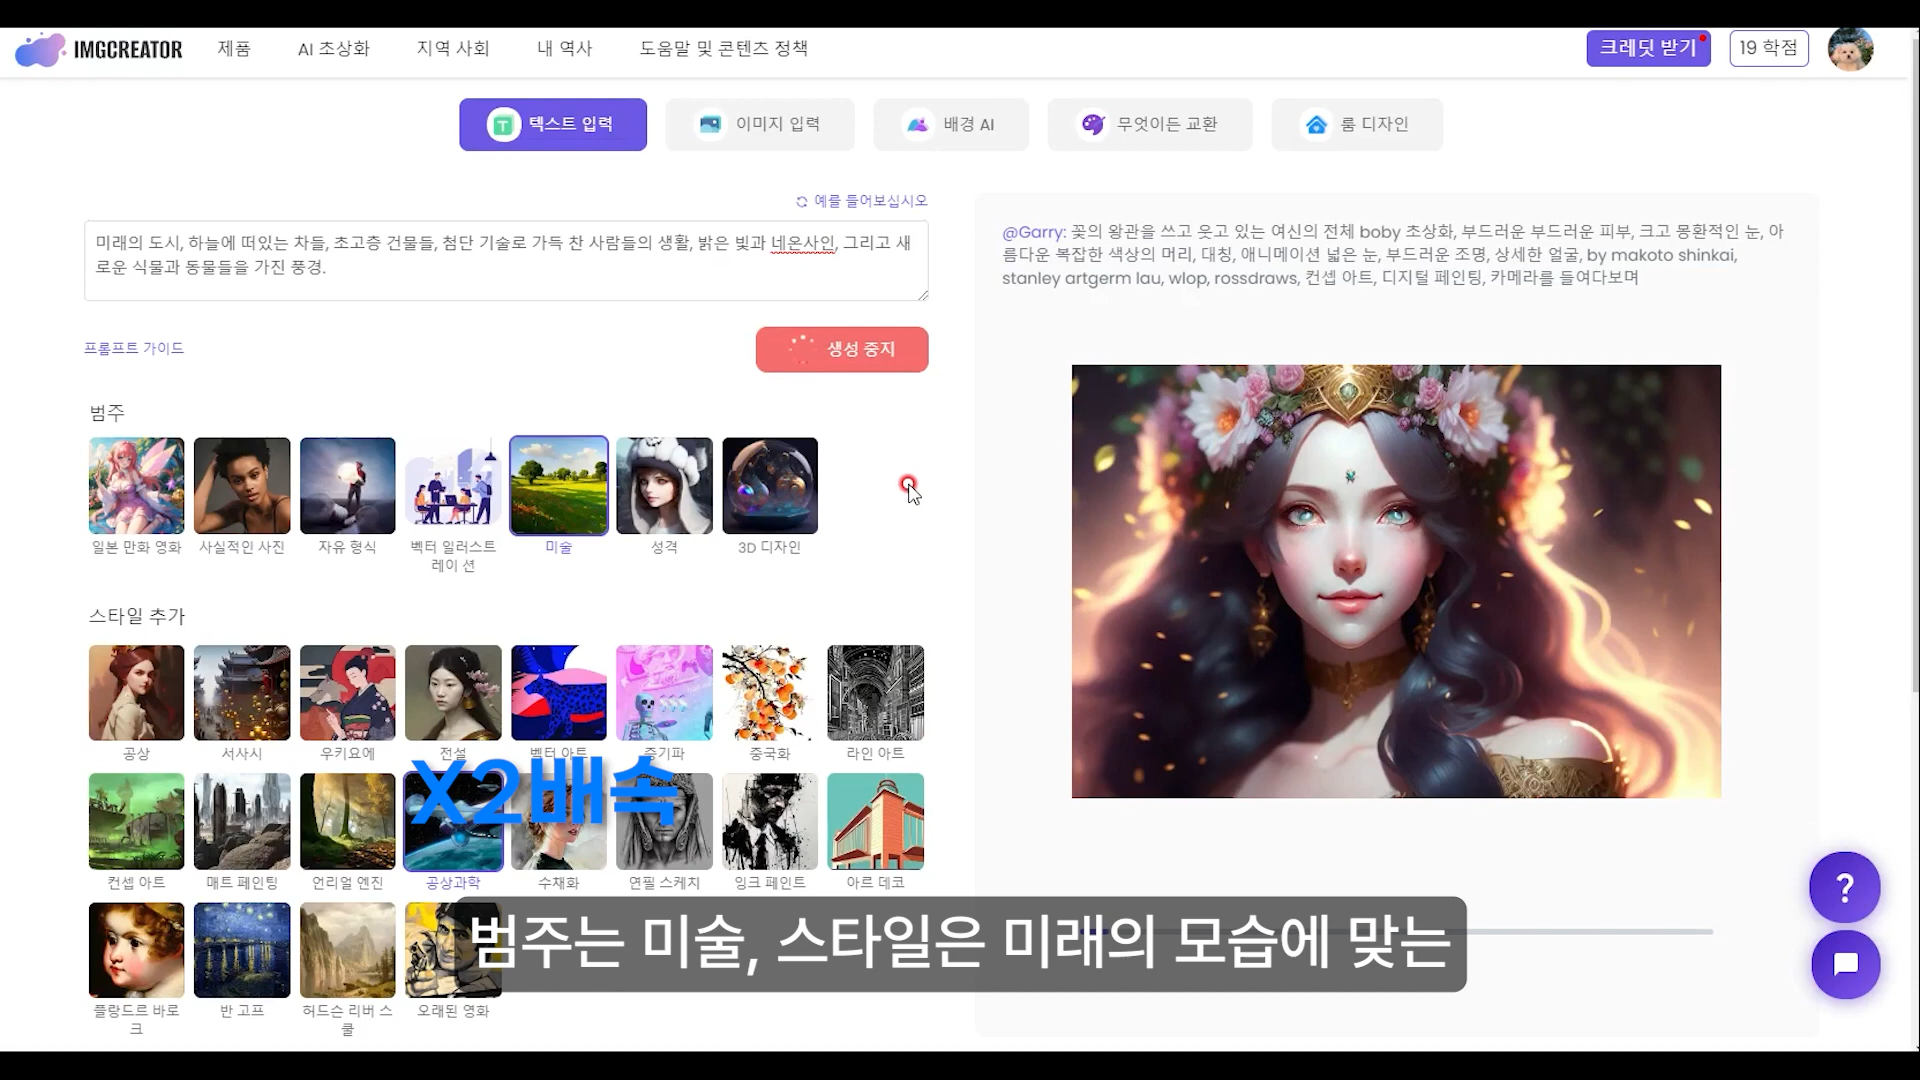 IMGCREATOR 제품 AI 초상화 지역 사회 내 역사 도움말 및 콘텐츠 정책 크레딧 받기 19 학점
텍스트 입력 이미지 입력 배경 AI 무엇이든 교환 룸 디자인
예를 들어보십시오
미래의 도시, 하늘에 떠있는 차들, 초고층 건물들, 첨단 기술로 가득 찬 사람들의 생활, 밝은 빛과 네온사인, 그리고 새
로운 식물과 동물들을 가진 풍경.
프롬프트 가이드
생성 중지
범주
일본 만화 영화 사실적인 사진 자유 형식 벡터 일러스트 미술 성격 3D 디자인
레이 션
스타일 추가
공상 서사시 우키요에 전설 벡터 아트 증기파 중국화 라인 아트
X2배속
컨셉 아트 매트 페인팅 언리얼 엔진 공상과학 수채화 연필 스케치 잉크 페인트 아르 데코
플랑드르 바로 반 고프 허드슨 리버 스 오래된 영화
크 쿨
@Garry: 꽃의 왕관을 쓰고 웃고 있는 여신의 전체 boby 초상화, 부드러운 부드러운 피부, 크고 몽환적인 눈, 아
름다운 복잡한 색상의 머리, 대칭, 애니메이션 넓은 눈, 부드러운 조명, 상세한 얼굴, by makoto shinkai,
stanley artgerm lau, wlop, rossdraws, 컨셉 아트, 디지털 페인팅, 카메라를 들여다보며
?
범주는 미술, 스타일은 미래의 모습에 맞는